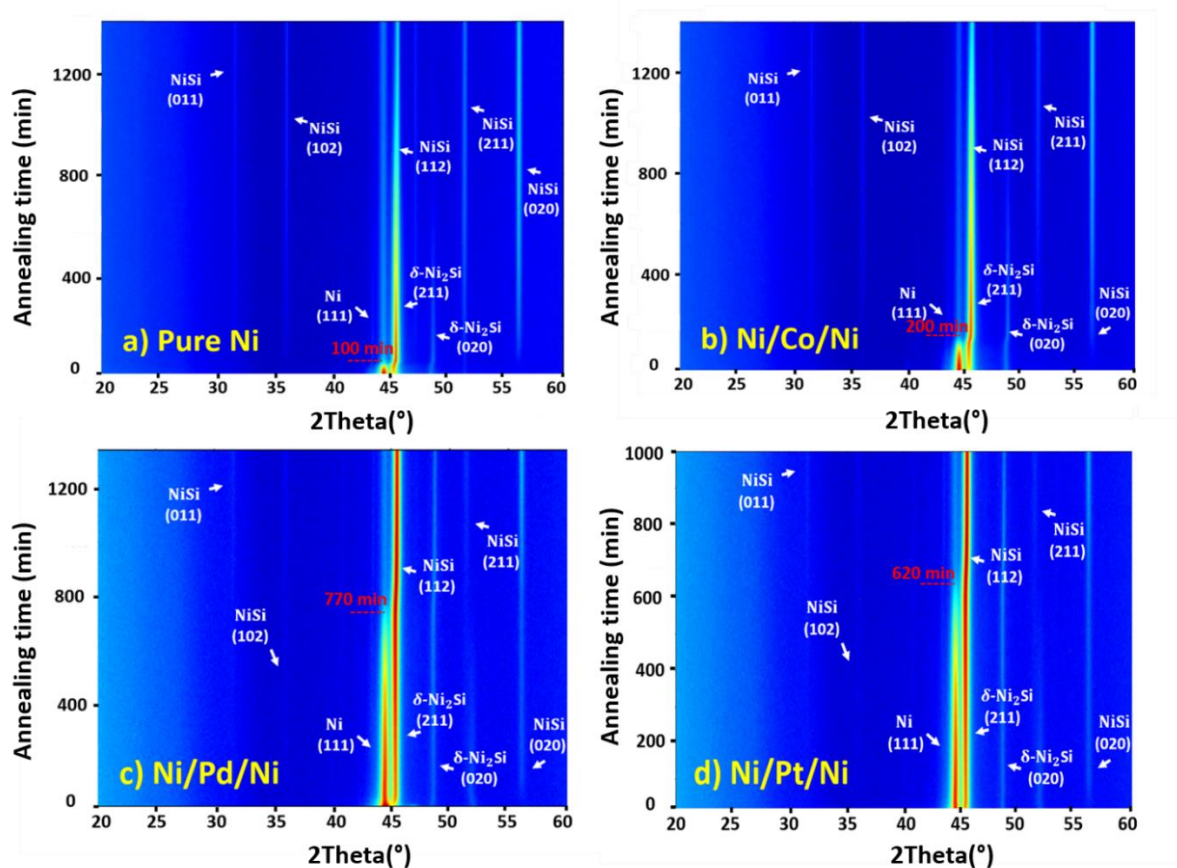 Annealing time (min)
1200
800
400
0
NiSi
(011)
NiSi
(102)
NiSi
(112)
NiSi
(211)
NiSi
(020)
Ni
(111)
δ-Ni₂Si
(211)
δ-Ni₂Si
(020)
100 min
a) Pure Ni
20 25 30 35 40 45 50 55 60
2Theta(°)
Annealing time (min)
1200
800
400
0
NiSi
(011)
NiSi
(102)
NiSi
(112)
NiSi
(211)
Ni
(111)
δ-Ni₂Si
(211)
NiSi
(020)
200 min
δ-Ni₂Si
(020)
b) Ni/Co/Ni
20 25 30 35 40 45 50 55 60
2Theta(°)
Annealing time (min)
1200
800
400
0
NiSi
(011)
NiSi
(211)
NiSi
(112)
770 min
NiSi
(102)
δ-Ni₂Si
(211)
Ni
(111)
NiSi
(020)
δ-Ni₂Si
(020)
c) Ni/Pd/Ni
20 25 30 35 40 45 50 55 60
2Theta(°)
Annealing time (min)
1000
800
600
400
200
0
NiSi
(011)
NiSi
(211)
NiSi
(112)
620 min
NiSi
(102)
δ-Ni₂Si
(211)
Ni
(111)
NiSi
(020)
δ-Ni₂Si
(020)
d) Ni/Pt/Ni
20 25 30 35 40 45 50 55 60
2Theta(°)